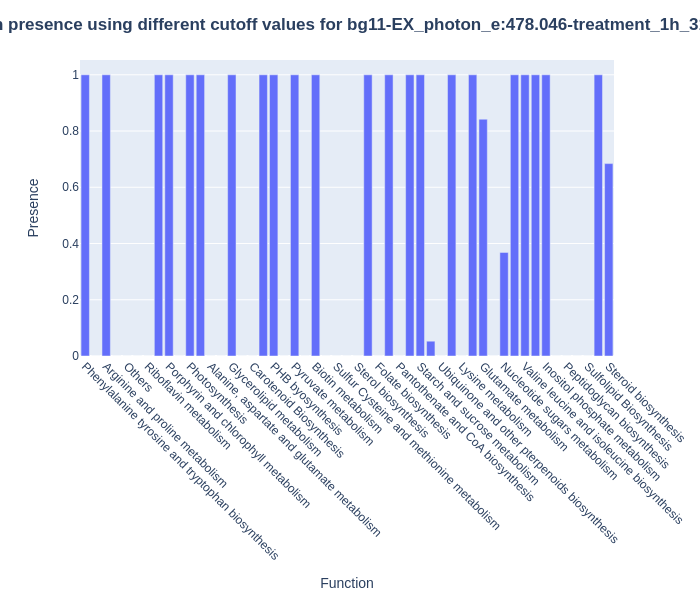 presence using different cutoff values for bg11-EX_photon_e:478.046-treatment_1h_3
1
0.8
0.6
0.4
0.2
0
Presence
Phenylalanine tyrosine and tryptophan biosynthesis
Arginine and proline metabolism
Others
Riboflavin metabolism
Porphyrin and chlorophyll metabolism
Photosynthesis
Alanine, aspartate and glutamate metabolism
Glycerolipid metabolism
Carotenoid Biosynthesis
PHB byosynthesis
Pyruvate metabolism
Biotin metabolism
Sulfur Cysteine and methionine metabolism
Sterol biosynthesis
Folate biosynthesis
Pantothenate and CoA biosynthesis
Starch and sucrose metabolism
Ubiquinone and other pterpenoids biosynthesis
Lysine metabolism
Glutamate metabolism
Nucleotide sugars metabolism
Valine leucine and isoleucine biosynthesis
Inositol phosphate metabolism
Peptidoglycan biosynthesis
Sulfolipid Biosynthesis
Steroid biosynthesis
Function